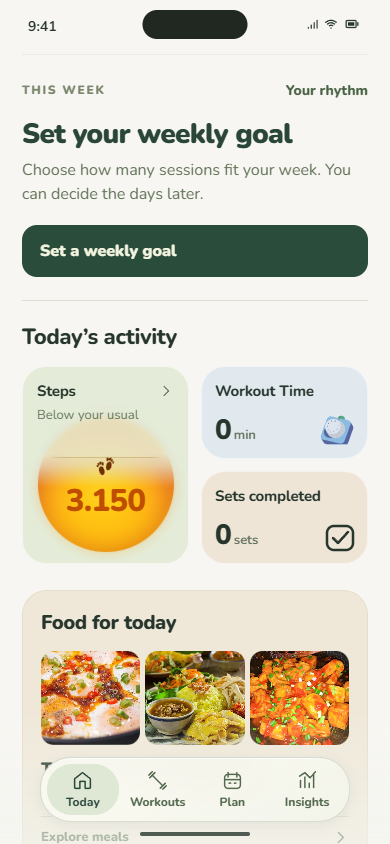 9:41
THIS WEEK
Your rhythm
Set your weekly goal
Choose how many sessions fit your week. You
can decide the days later.
Set a weekly goal
Today’s activity
Steps
Below your usual
3.150
Workout Time
0 min
Sets completed
0 sets
Food for today
Today
Workouts
Plan
Insights
Explore meals